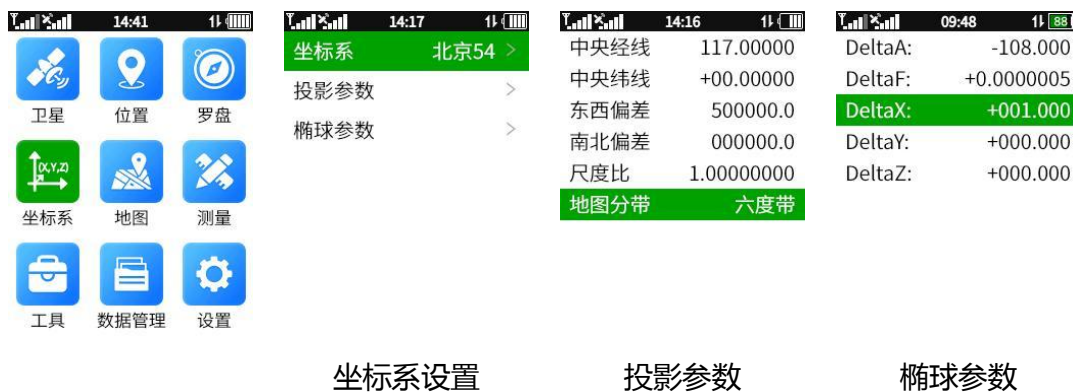 14:41
卫星 位置 罗盘
(X,Y,Z)
坐标系 地图 测量
工具 数据管理 设置
14:17
坐标系 北京54 >
投影参数 >
椭球参数 >
坐标系设置
14:16
中央经线 117.00000
中央纬线 +00.00000
东西偏差 500000.0
南北偏差 000000.0
尺度比 1.00000000
地图分带 六度带
投影参数
09:48 88
DeltaA: -108.000
DeltaF: +0.0000005
DeltaX: +001.000
DeltaY: +000.000
DeltaZ: +000.000
椭球参数